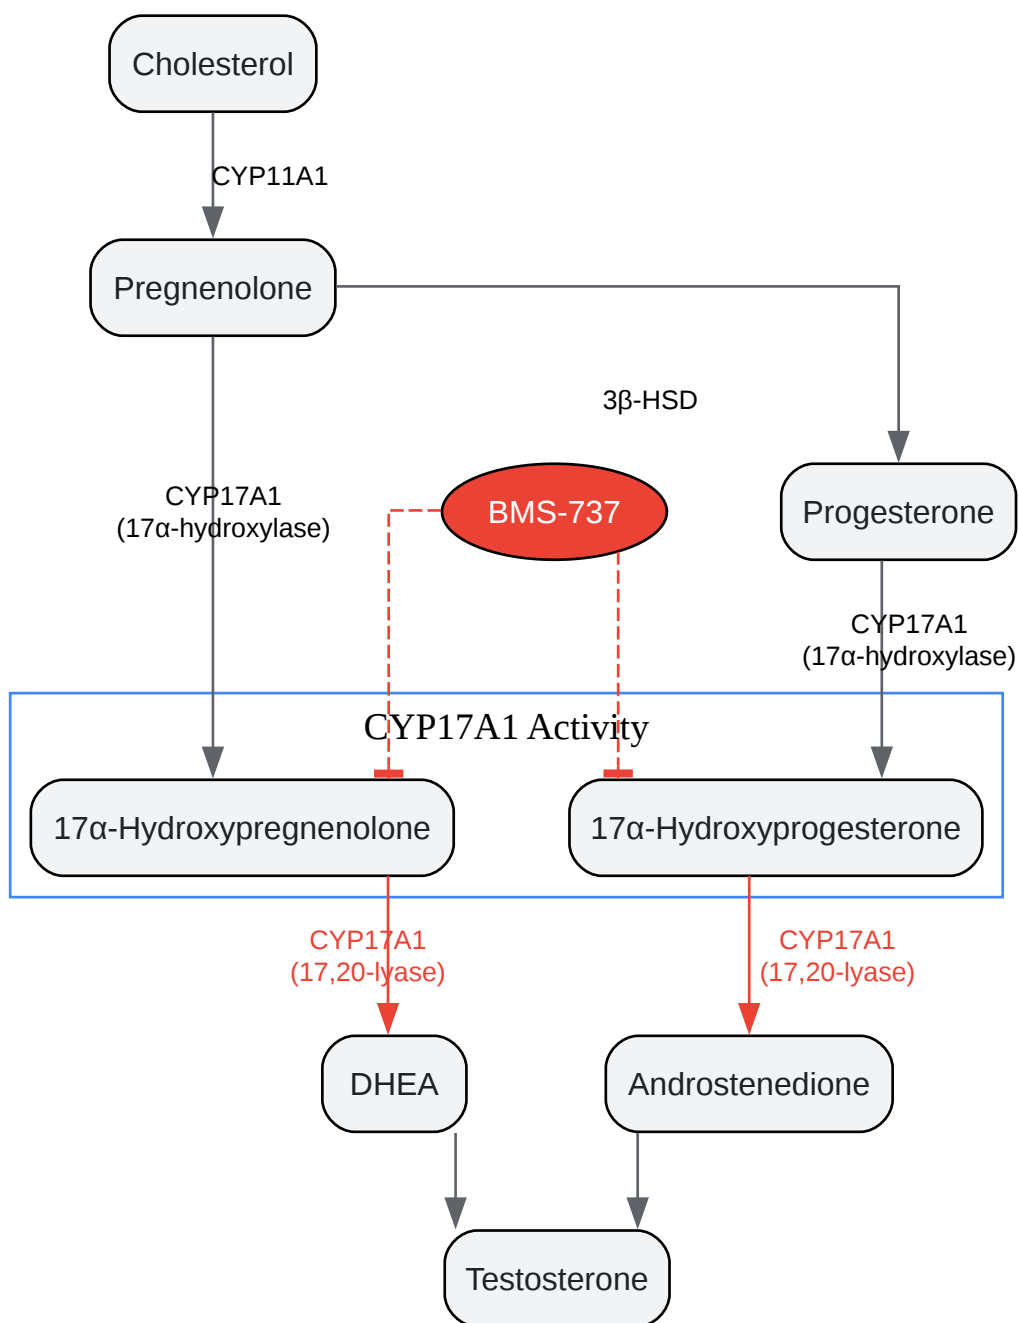 Cholesterol
CYP11A1
Pregnenolone
3β-HSD
CYP17A1
(17α-hydroxylase)
BMS-737
Progesterone
CYP17A1
(17α-hydroxylase)
CYP17A1 Activity
17α-Hydroxypregnenolone
17α-Hydroxyprogesterone
CYP17A1
(17,20-lyase)
CYP17A1
(17,20-lyase)
DHEA
Androstenedione
Testosterone